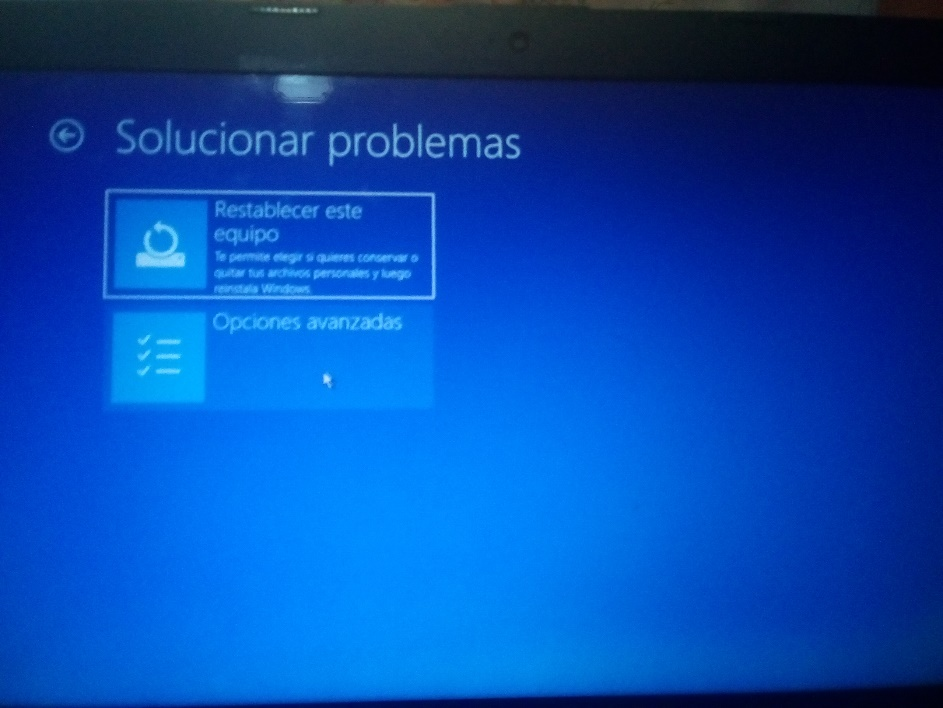 Solucionar problemas
Restablecer este
equipo
Te permite elegir si quieres conservar o
quitar tus archivos personales y luego
reinstala Windows.
Opciones avanzadas